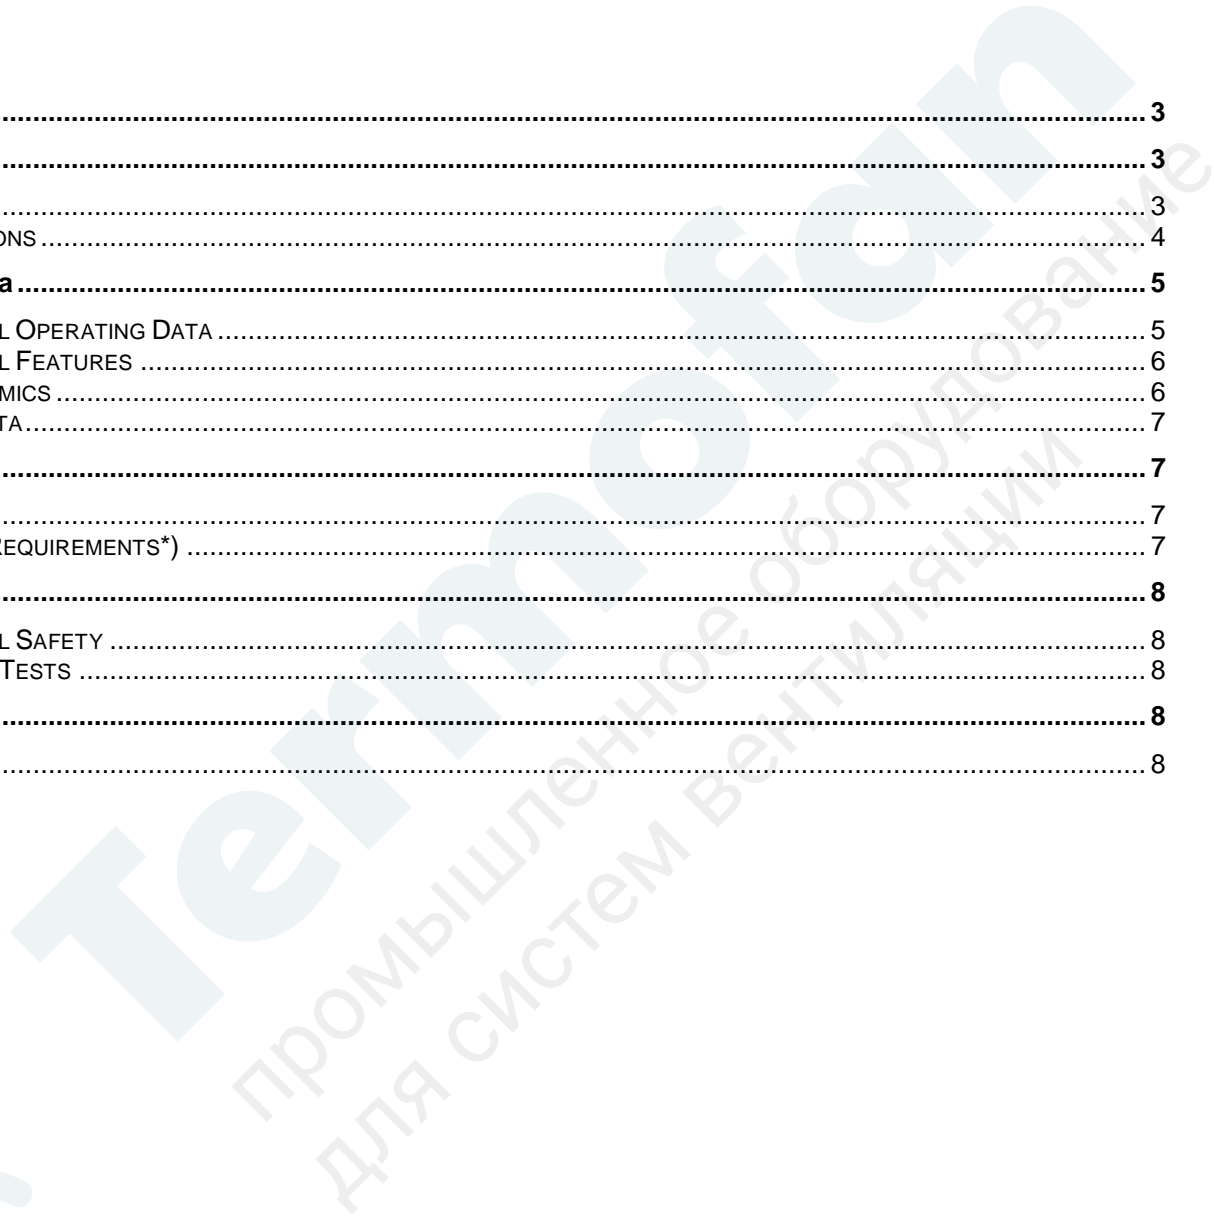 ........ 3
........ 3
........ 3
ONS ........ 4
a ........ 5
L OPERATING DATA ........ 5
L FEATURES ........ 6
MICS ........ 6
TA ........ 7
........ 7
........ 7
REQUIREMENTS*) ........ 7
........ 8
L SAFETY ........ 8
TESTS ........ 8
........ 8
........ 8
Termofan
промышленное оборудование
для систем вентиляции